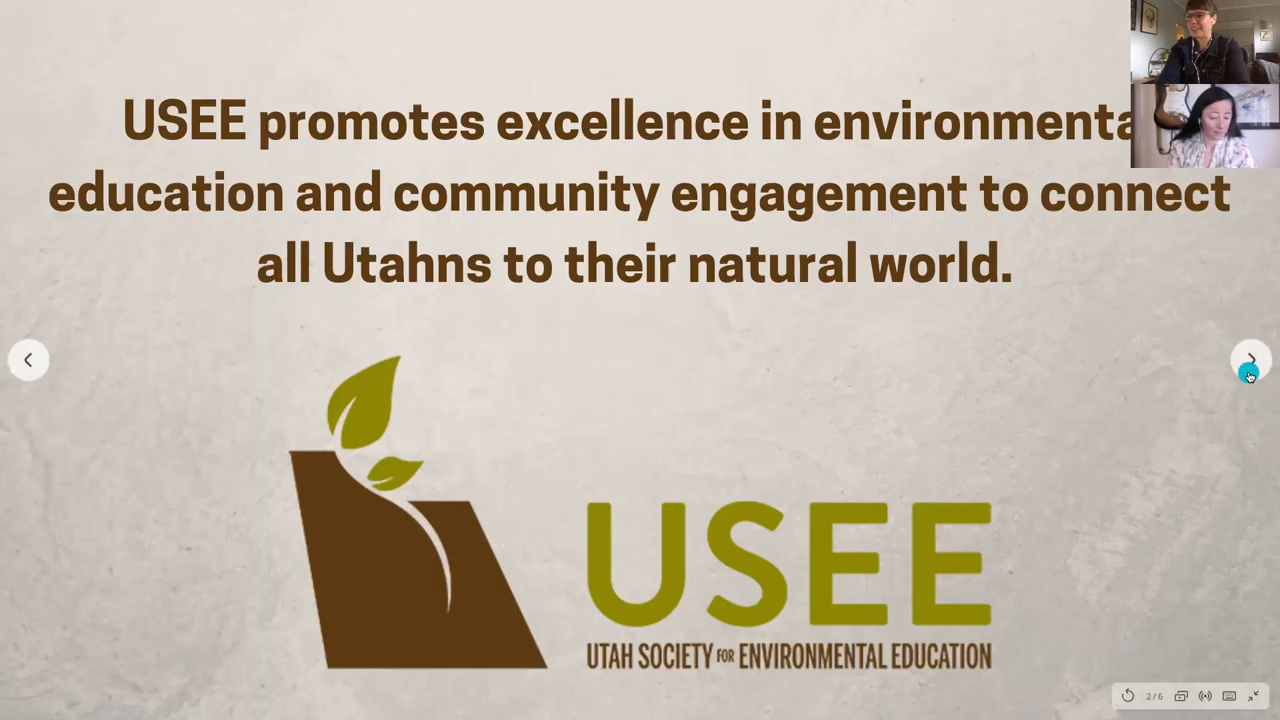 USEE promotes excellence in environmenta
education and community engagement to connect
all Utahns to their natural world.
USEE
UTAH SOCIETY FOR ENVIRONMENTAL EDUCATION
2/6